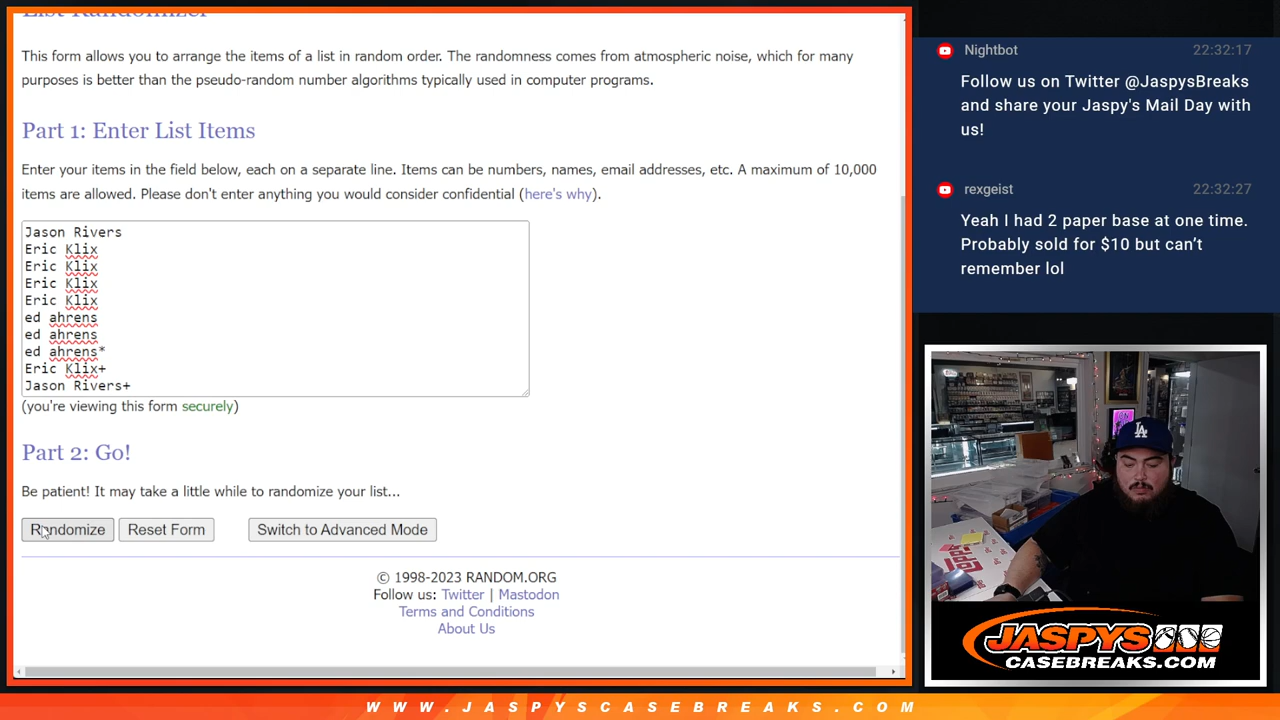 List Randomizer
This form allows you to arrange the items of a list in random order. The randomness comes from atmospheric noise, which for many
purposes is better than the pseudo-random number algorithms typically used in computer programs.
Part 1: Enter List Items
Enter your items in the field below, each on a separate line. Items can be numbers, names, email addresses, etc. A maximum of 10,000
items are allowed. Please don't enter anything you would consider confidential (here's why).
Jason Rivers
Eric Klix
Eric Klix
Eric Klix
Eric Klix
ed ahrens
ed ahrens
ed ahrens*
Eric Klix+
Jason Rivers+
(you're viewing this form securely)
Part 2: Go!
Be patient! It may take a little while to randomize your list...
Randomize Reset Form Switch to Advanced Mode
© 1998-2023 RANDOM.ORG
Follow us: Twitter | Mastodon
Terms and Conditions
About Us
Nightbot 22:32:17
Follow us on Twitter @JaspysBreaks
and share your Jaspy's Mail Day with
us!
rexgeist 22:32:27
Yeah I had 2 paper base at one time.
Probably sold for $10 but can't
remember lol
LA
JASPYS
CASEBREAKS.COM
WWW.JASPYSCASEBREAKS.COM